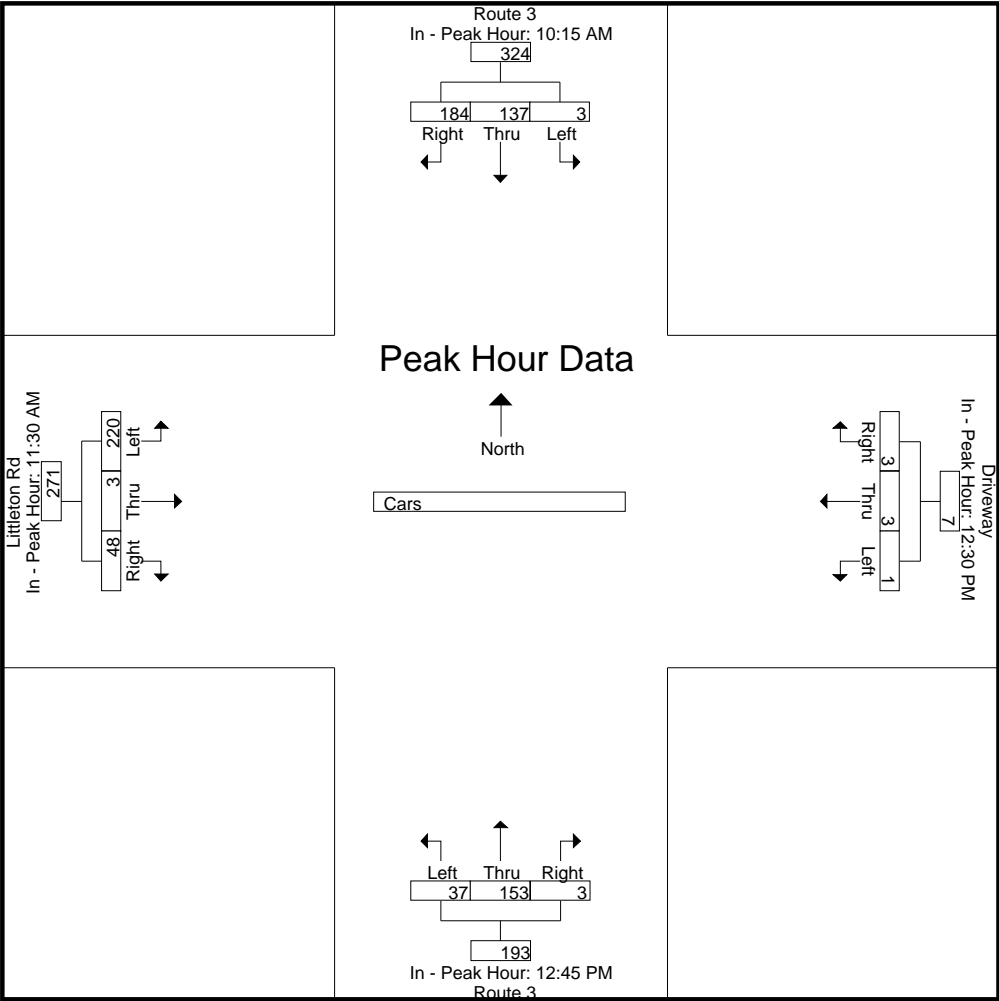 Route 3
In - Peak Hour: 10:15 AM
324
184 137 3
Right Thru Left
Peak Hour Data
North
Cars
Littleton Rd
In - Peak Hour: 11:30 AM
271
220 3 48
Left Thru Right
Driveway
In - Peak Hour: 12:30 PM
7
3 3 1
Right Thru Left
Left Thru Right
37 153 3
193
In - Peak Hour: 12:45 PM
Route 3